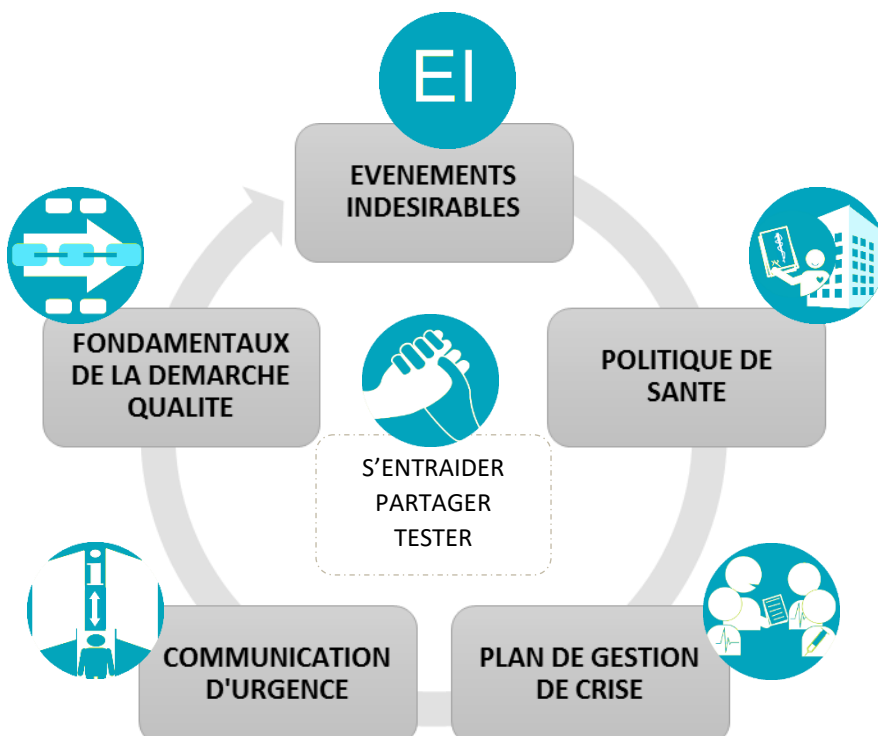 EI
EVENEMENTS
INDESIRABLES
FONDAMENTAUX
DE LA DEMARCHE
QUALITE
POLITIQUE DE
SANTE
S’ENTRAIDER
PARTAGER
TESTER
COMMUNICATION
D'URGENCE
PLAN DE GESTION
DE CRISE